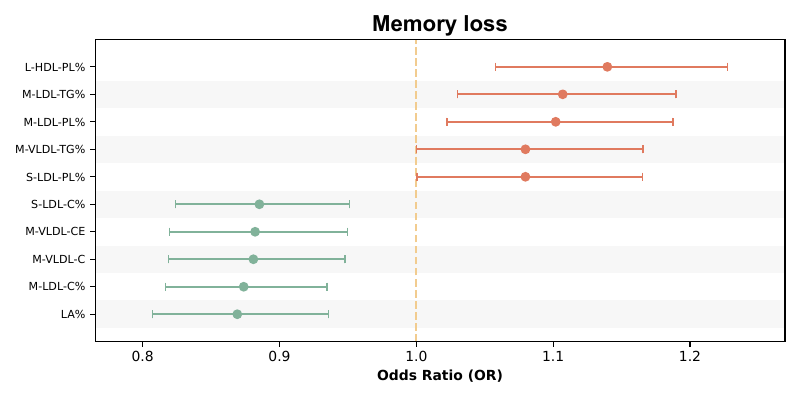 Memory loss
L-HDL-PL%
M-LDL-TG%
M-LDL-PL%
M-VLDL-TG%
S-LDL-PL%
S-LDL-C%
M-VLDL-CE
M-VLDL-C
M-LDL-C%
LA%
0.8 0.9 1.0 1.1 1.2
Odds Ratio (OR)